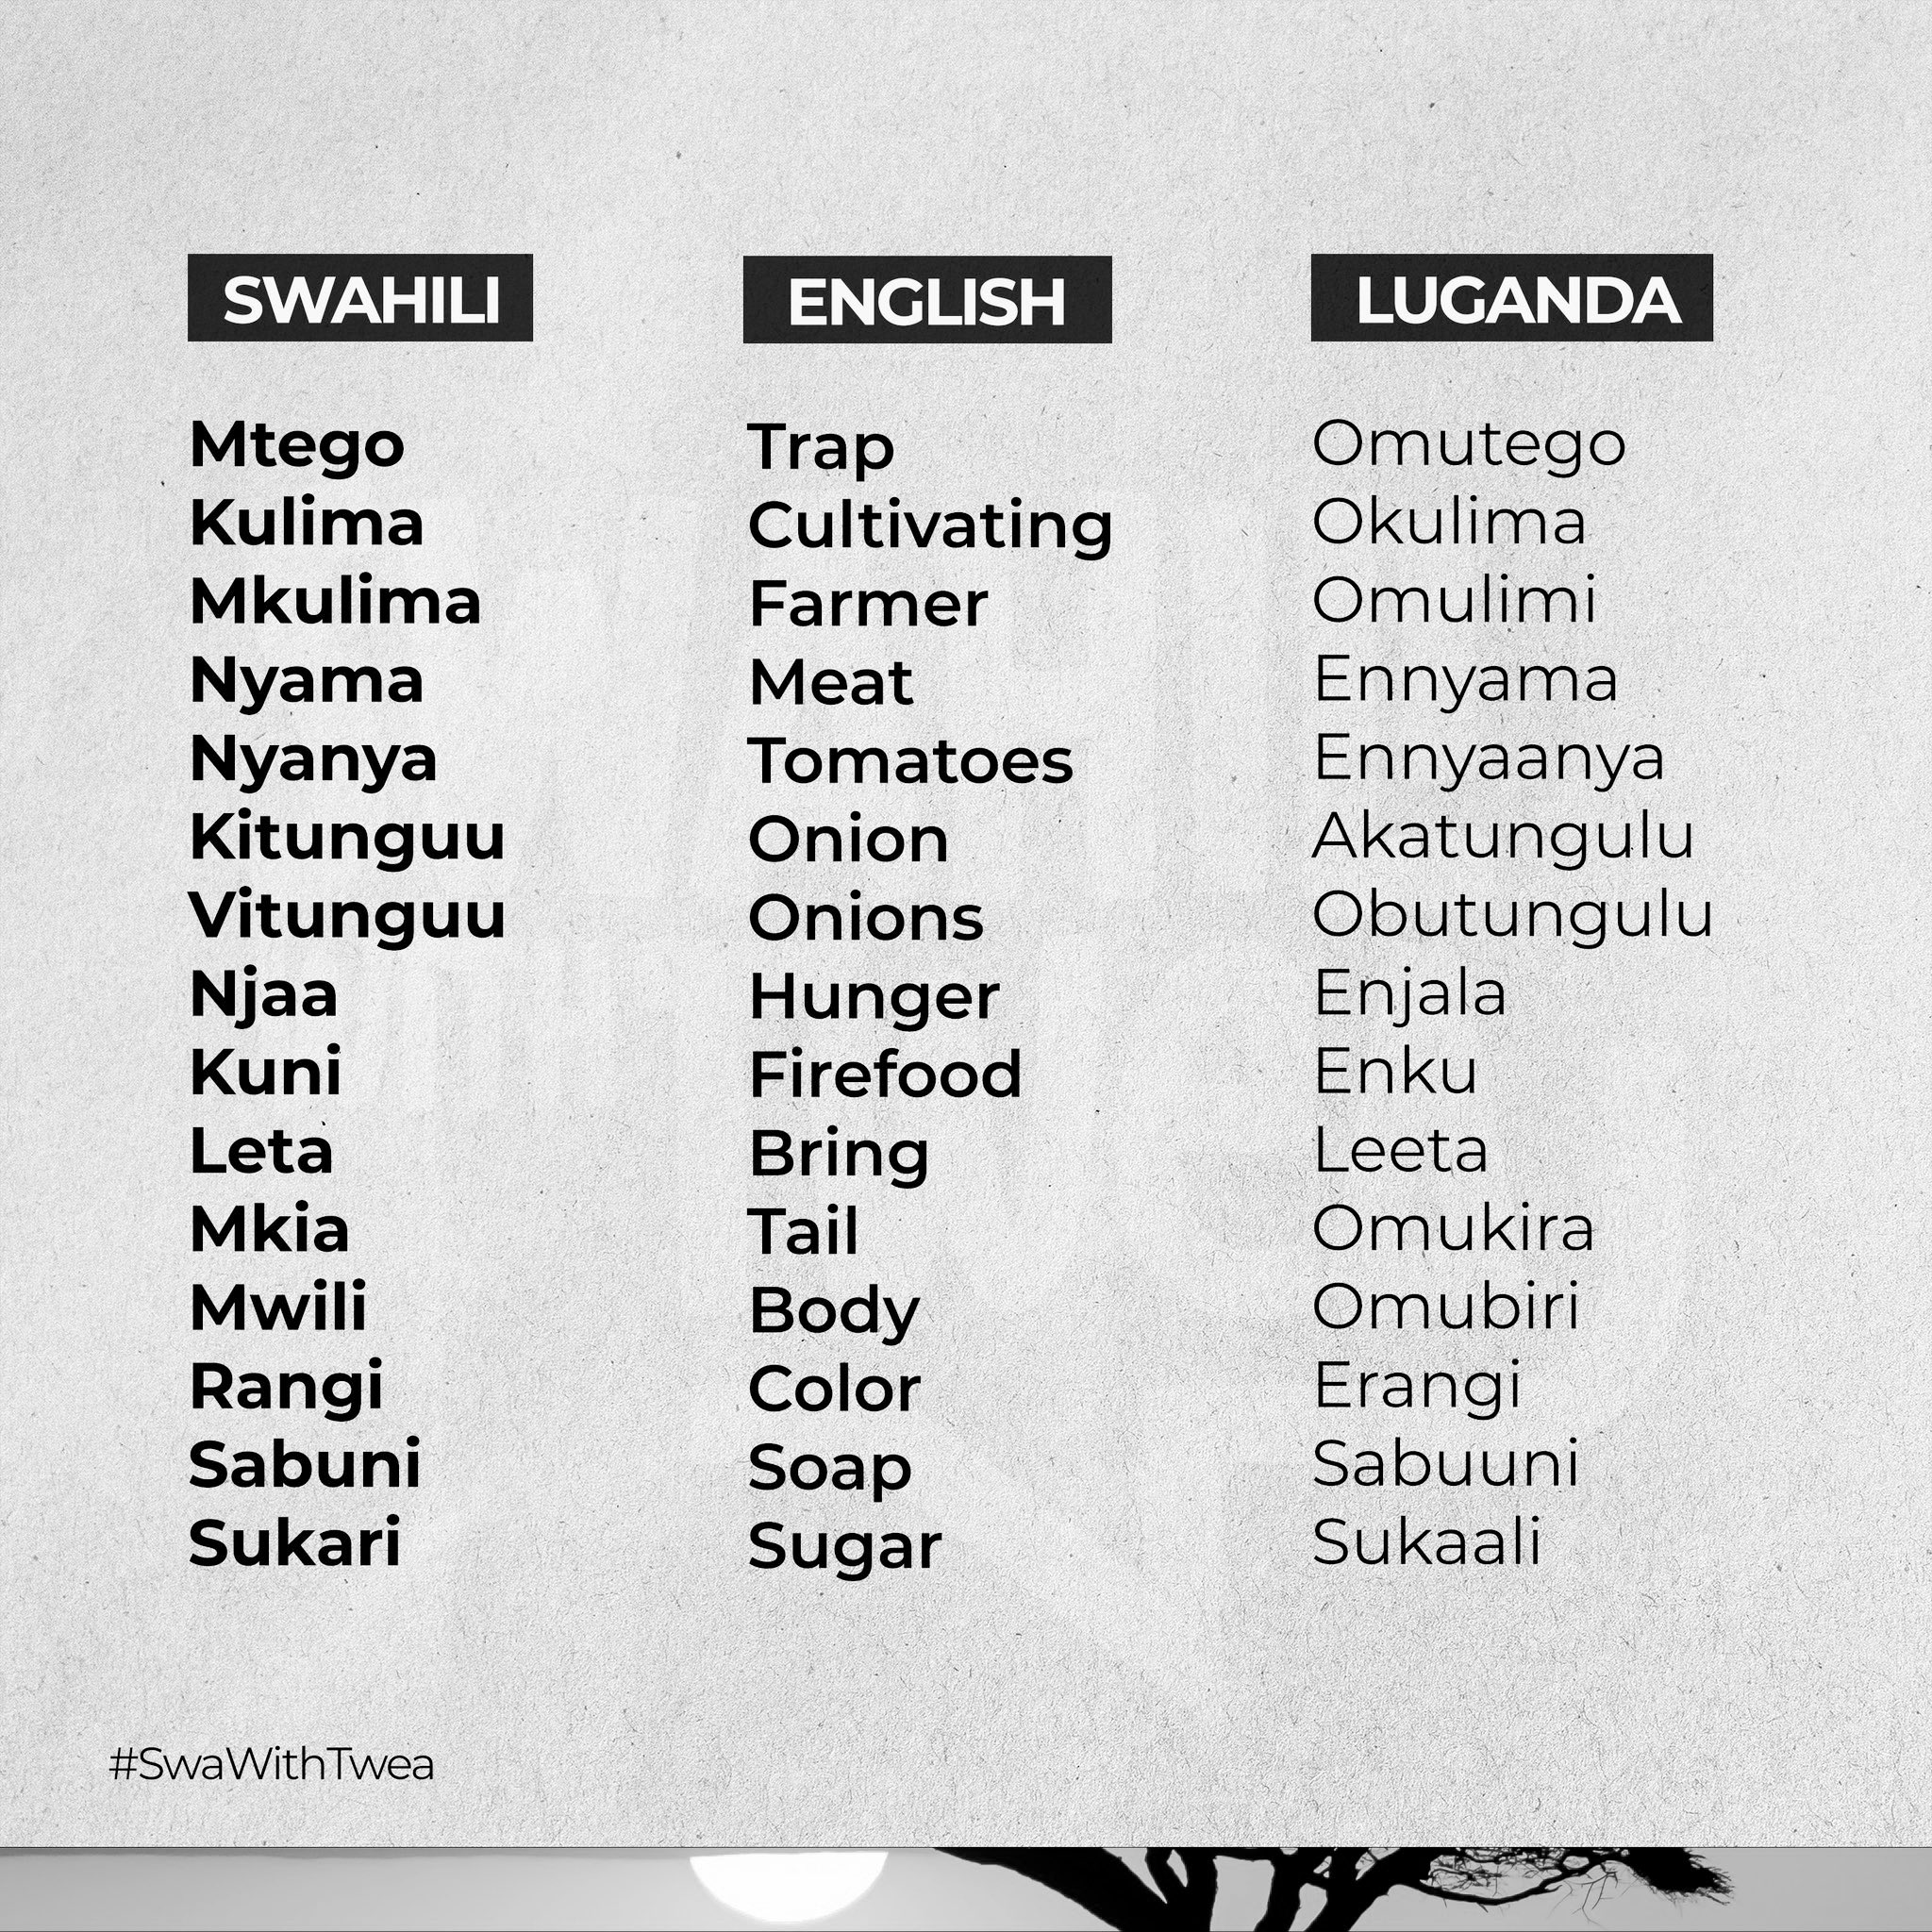 SWAHILI ENGLISH LUGANDA
Mtego Trap Omutego
Kulima Cultivating Okulima
Mkulima Farmer Omulimi
Nyama Meat Ennyama
Nyanya Tomatoes Ennyaanya
Kitunguu Onion Akatungulu
Vitunguu Onions Obutungulu
Njaa Hunger Enjala
Kuni Firefood Enku
Leta Bring Leeta
Mkia Tail Omukira
Mwili Body Omubiri
Rangi Color Erangi
Sabuni Soap Sabuuni
Sukari Sugar Sukaali
#SwaWithTwea